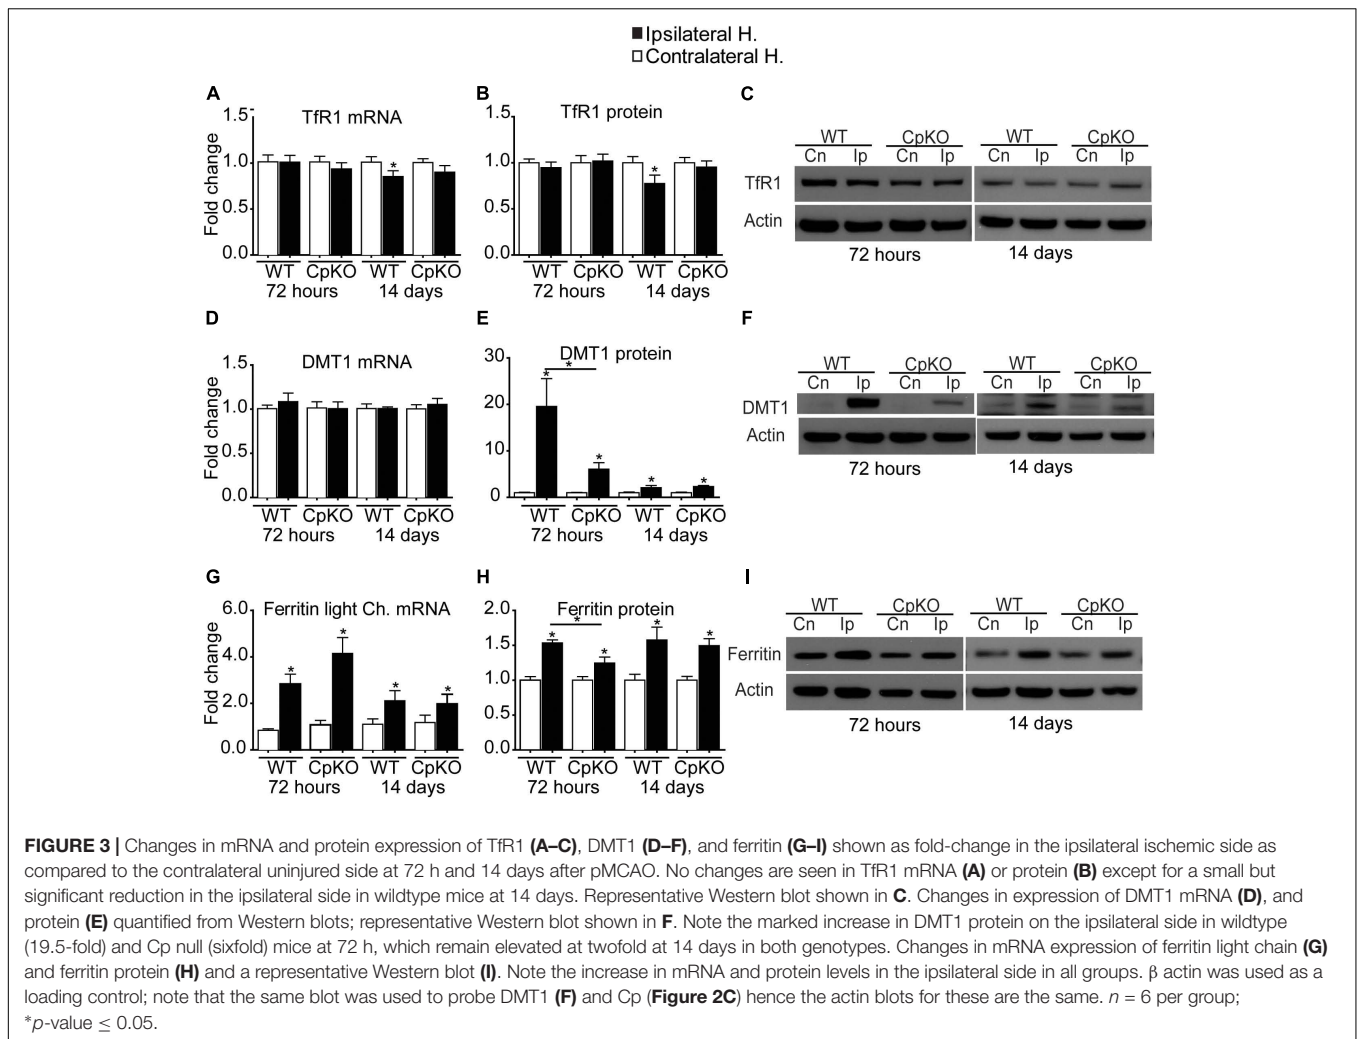 ■ Ipsilateral H.
□ Contralateral H.
A
TfR1 mRNA
Fold change
1.5
1.0
0.5
0.0
WT CpKO WT CpKO
72 hours 14 days
B
TfR1 protein
1.5
1.0
0.5
0.0
*
*
WT CpKO WT CpKO
72 hours 14 days
C
WT CpKO WT CpKO
Cn Ip Cn Ip Cn Ip Cn Ip
TfR1
Actin
72 hours 14 days
D
DMT1 mRNA
Fold change
1.5
1.0
0.5
0.0
WT CpKO WT CpKO
72 hours 14 days
E
DMT1 protein
30
20
10
0
* * * * *
WT CpKO WT CpKO
72 hours 14 days
F
WT CpKO WT CpKO
Cn Ip Cn Ip Cn Ip Cn Ip
DMT1
Actin
72 hours 14 days
G
Ferritin light Ch. mRNA
Fold change
6.0
4.0
2.0
0.0
* * * *
WT CpKO WT CpKO
72 hours 14 days
H
Ferritin protein
2.0
1.5
1.0
0.5
0.0
* * * * *
WT CpKO WT CpKO
72 hours 14 days
I
WT CpKO WT CpKO
Cn Ip Cn Ip Cn Ip Cn Ip
Ferritin
Actin
72 hours 14 days
FIGURE 3 | Changes in mRNA and protein expression of TfR1 (A–C), DMT1 (D–F), and ferritin (G–I) shown as fold-change in the ipsilateral ischemic side as
compared to the contralateral uninjured side at 72 h and 14 days after pMCAO. No changes are seen in TfR1 mRNA (A) or protein (B) except for a small but
significant reduction in the ipsilateral side in wildtype mice at 14 days. Representative Western blot shown in C. Changes in expression of DMT1 mRNA (D), and
protein (E) quantified from Western blots; representative Western blot shown in F. Note the marked increase in DMT1 protein on the ipsilateral side in wildtype
(19.5-fold) and Cp null (sixfold) mice at 72 h, which remain elevated at twofold at 14 days in both genotypes. Changes in mRNA expression of ferritin light chain (G)
and ferritin protein (H) and a representative Western blot (I). Note the increase in mRNA and protein levels in the ipsilateral side in all groups. β actin was used as a
loading control; note that the same blot was used to probe DMT1 (F) and Cp (Figure 2C) hence the actin blots for these are the same. n = 6 per group;
*p-value ≤ 0.05.